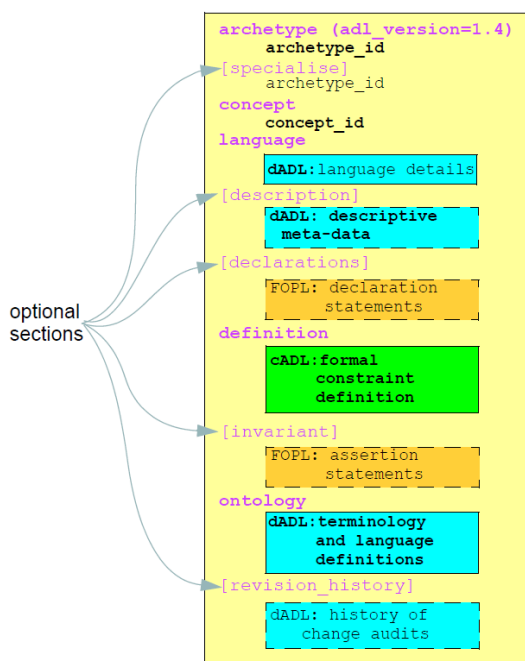 archetype (adl_version=1.4)
archetype_id
[specialise]
archetype_id
concept
concept_id
language
dADL:language details
[description]
dADL: descriptive
meta-data
[declarations]
FOPL: declaration
statements
optional
sections
definition
cADL:formal
constraint
definition
[invariant]
FOPL: assertion
statements
ontology
dADL:terminology
and language
definitions
[revision_history]
dADL: history of
change audits